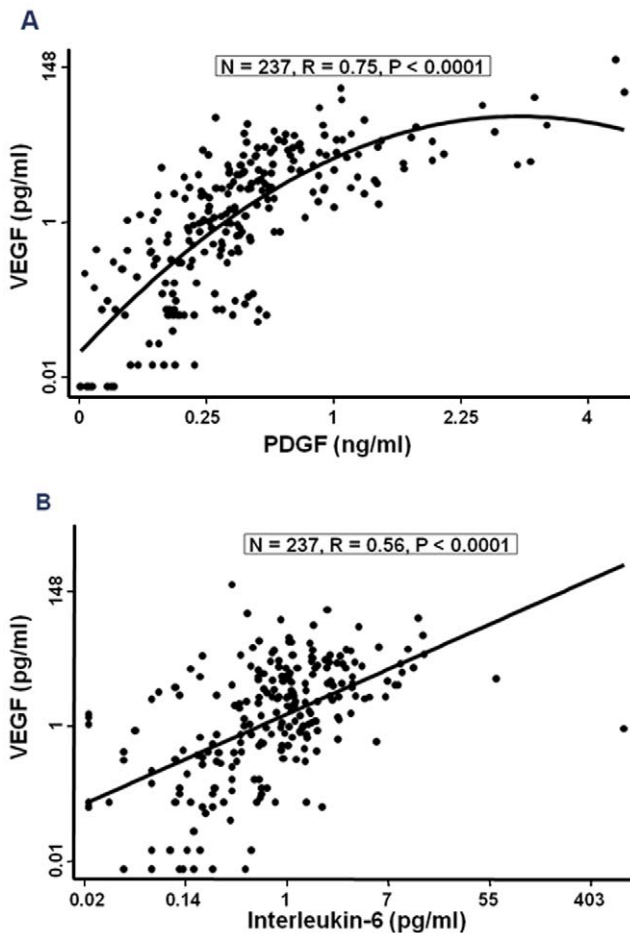 A
N = 237, R = 0.75, P < 0.0001
148
1
0.01
VEGF (pg/ml)
0 0.25 1 2.25 4
PDGF (ng/ml)
B
N = 237, R = 0.56, P < 0.0001
148
1
0.01
VEGF (pg/ml)
0.02 0.14 1 7 55 403
Interleukin-6 (pg/ml)